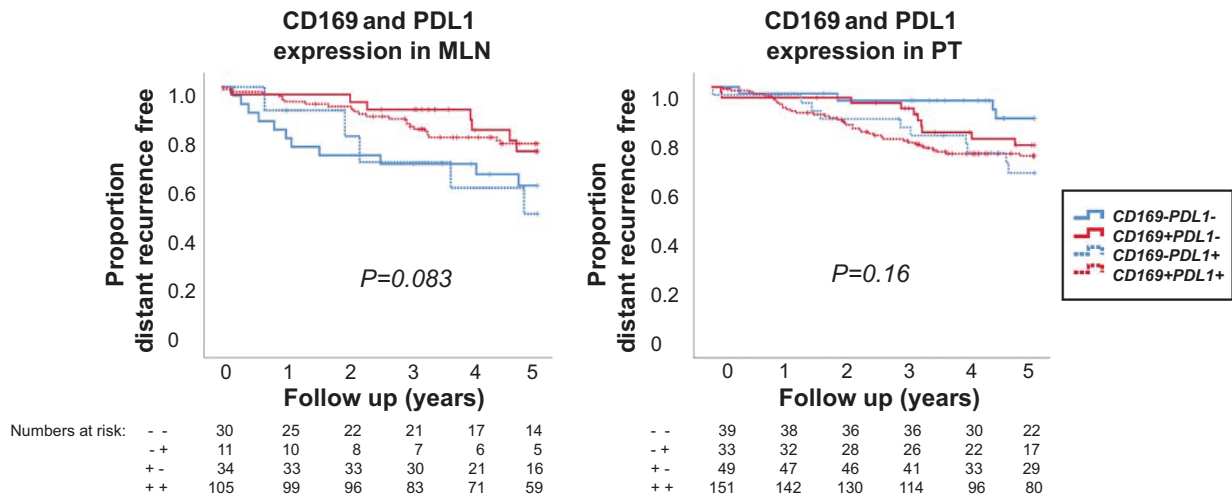 CD169 and PDL1
expression in MLN
Proportion
distant recurrence free
1.0
0.8
0.6
0.4
0.2
0
P=0.083
0 1 2 3 4 5
Follow up (years)
CD169 and PDL1
expression in PT
Proportion
distant recurrence free
1.0
0.8
0.6
0.4
0.2
0
P=0.16
0 1 2 3 4 5
Follow up (years)
CD169-PDL1-
CD169+PDL1-
CD169-PDL1+
CD169+PDL1+
Numbers at risk: - - 30 25 22 21 17 14
- + 11 10 8 7 6 5
+ - 34 33 33 30 21 16
+ + 105 99 96 83 71 59
- - 39 38 36 36 30 22
- + 33 32 28 26 22 17
+ - 49 47 46 41 33 29
+ + 151 142 130 114 96 80